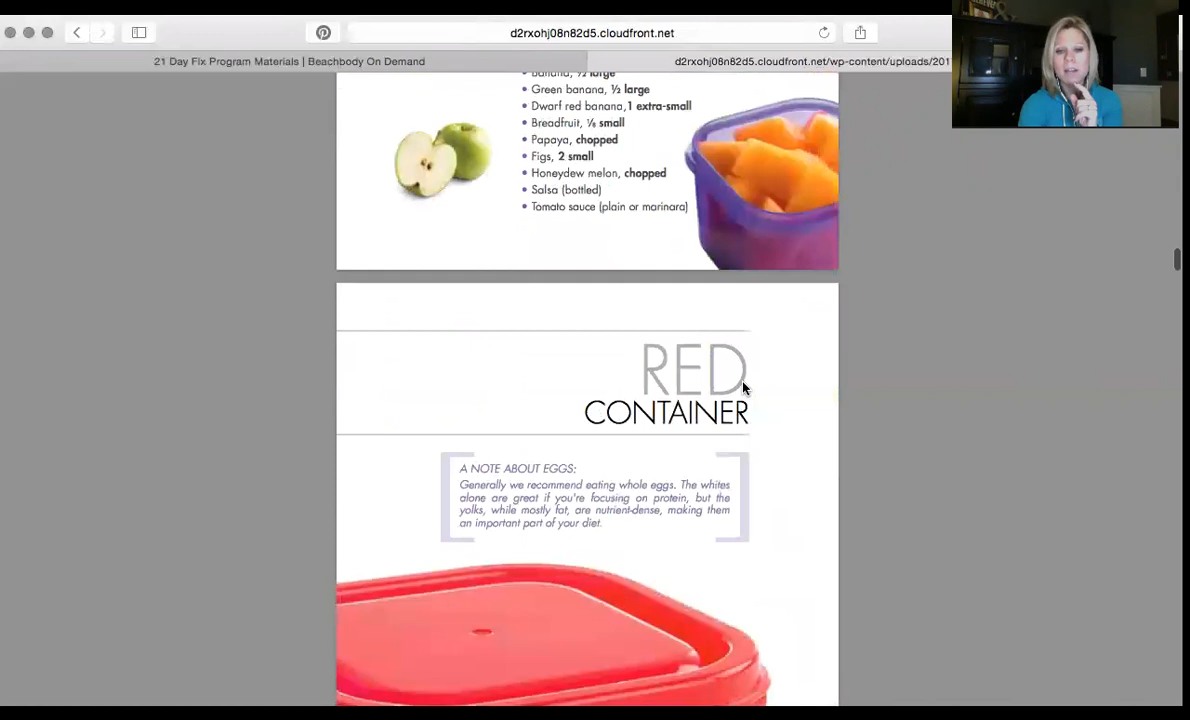 d2rxohj08n82d5.cloudfront.net
21 Day Fix Program Materials | Beachbody On Demand
d2rxohj08n82d5.cloudfront.net/wp-content/uploads/201
• Banana, ½ large
• Green banana, ½ large
• Dwarf red banana,1 extra-small
• Breadfruit, ⅛ small
• Papaya, chopped
• Figs, 2 small
• Honeydew melon, chopped
• Salsa (bottled)
• Tomato sauce (plain or marinara)
RED
CONTAINER
A NOTE ABOUT EGGS:
Generally we recommend eating whole eggs. The whites
alone are great if you're focusing on protein, but the
yolks, while mostly fat, are nutrient-dense, making them
an important part of your diet.